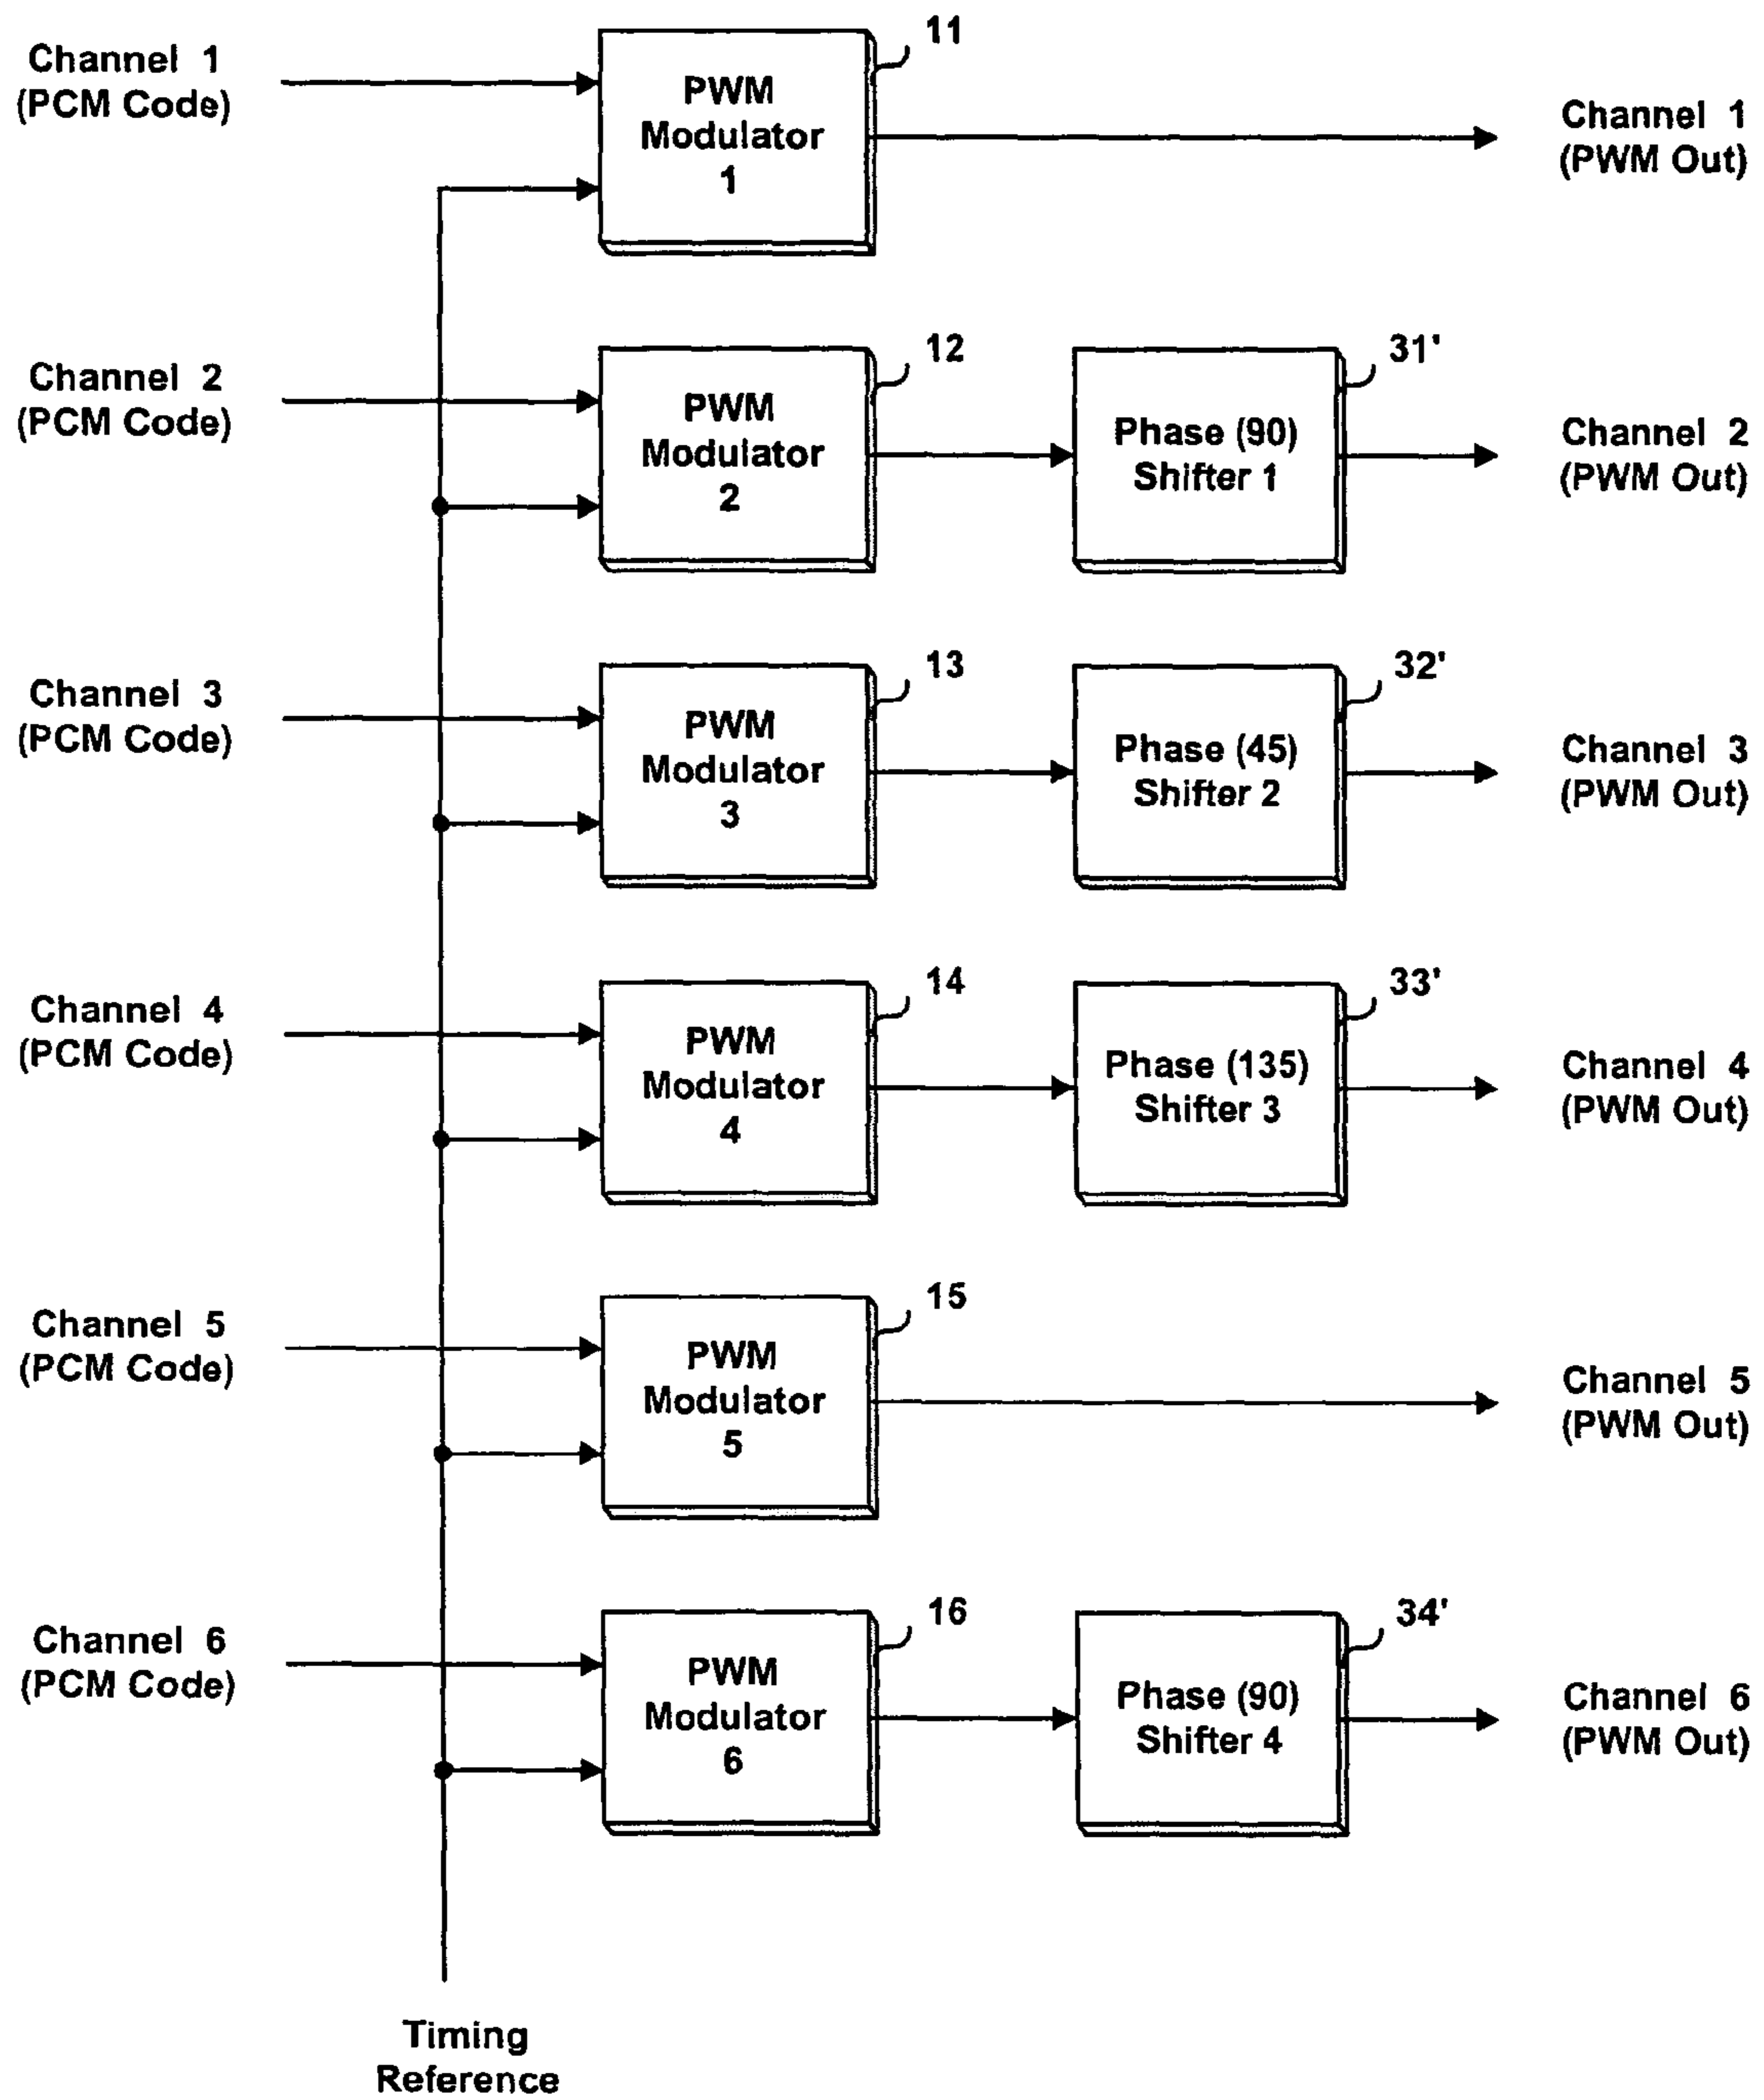 Channel 1
(PCM Code)
PWM
Modulator
1
11
Channel 1
(PWM Out)
Channel 2
(PCM Code)
PWM
Modulator
2
12
Phase (90)
Shifter 1
31'
Channel 2
(PWM Out)
Channel 3
(PCM Code)
PWM
Modulator
3
13
Phase (45)
Shifter 2
32'
Channel 3
(PWM Out)
Channel 4
(PCM Code)
PWM
Modulator
4
14
Phase (135)
Shifter 3
33'
Channel 4
(PWM Out)
Channel 5
(PCM Code)
PWM
Modulator
5
15
Channel 5
(PWM Out)
Channel 6
(PCM Code)
PWM
Modulator
6
16
Phase (90)
Shifter 4
34'
Channel 6
(PWM Out)
Timing
Reference